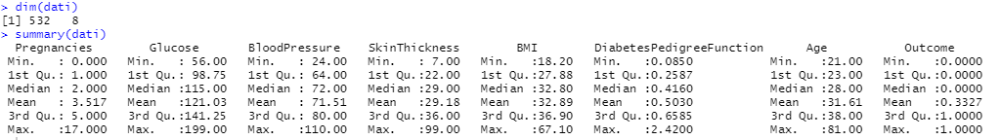 > dim(dati)
[1] 532   8
> summary(dati)
  Pregnancies        Glucose       BloodPressure    SkinThickness        BMI        DiabetesPedigreeFunction      Age           Outcome
 Min.   : 0.000   Min.   : 56.00   Min.   : 24.00   Min.   : 7.00   Min.   :18.20   Min.   :0.0850           Min.   :21.00   Min.   :0.0000
 1st Qu.: 1.000   1st Qu.: 98.75   1st Qu.: 64.00   1st Qu.:22.00   1st Qu.:27.88   1st Qu.:0.2587           1st Qu.:23.00   1st Qu.:0.0000
 Median : 2.000   Median :115.00   Median : 72.00   Median :29.00   Median :32.80   Median :0.4160           Median :28.00   Median :0.0000
 Mean   : 3.517   Mean   :121.03   Mean   : 71.51   Mean   :29.18   Mean   :32.89   Mean   :0.5030           Mean   :31.61   Mean   :0.3327
 3rd Qu.: 5.000   3rd Qu.:141.25   3rd Qu.: 80.00   3rd Qu.:36.00   3rd Qu.:36.90   3rd Qu.:0.6585           3rd Qu.:38.00   3rd Qu.:1.0000
 Max.   :17.000   Max.   :199.00   Max.   :110.00   Max.   :99.00   Max.   :67.10   Max.   :2.4200           Max.   :81.00   Max.   :1.0000